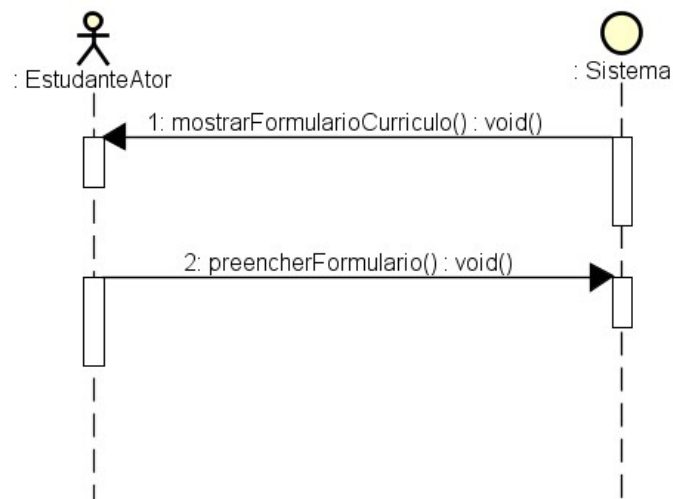 : EstudanteAtor
: Sistema
1: mostrarFormularioCurriculo() : void()
2: preencherFormulario() : void()